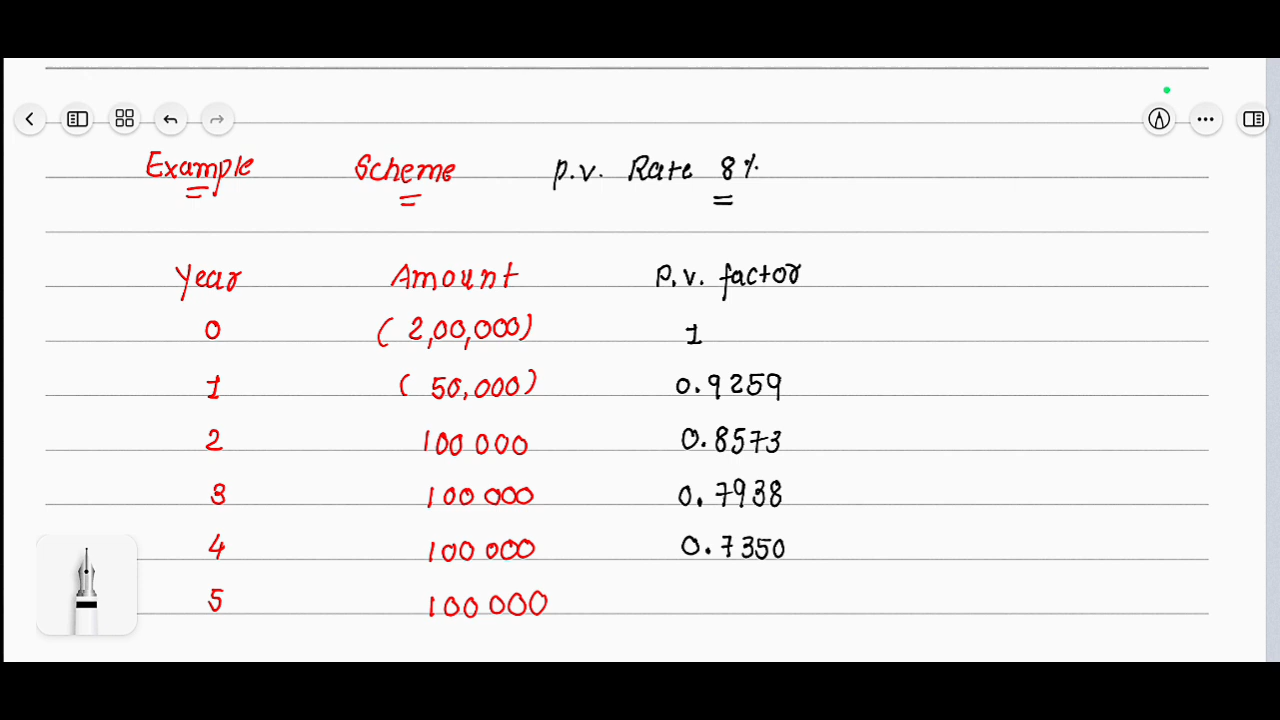 Example Scheme P.V. Rate 8%
Year Amount P.V. factor
0 (2,00,000) 1
1 (50,000) 0.9259
2 100 000 0.8573
3 100 000 0.7938
4 100 000 0.7350
5 100 000